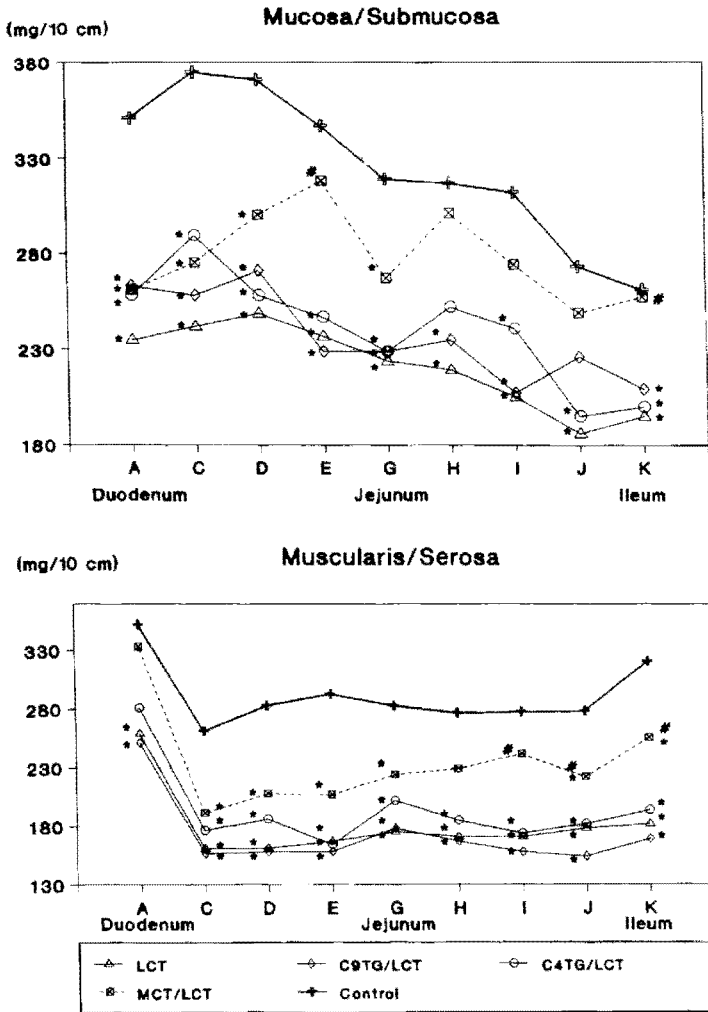 Mucosa/Submucosa
(mg/10 cm)
380
330
280
230
180
A C D E G H I J K
Duodenum Jejunum Ileum
Muscularis/Serosa
(mg/10 cm)
330
280
230
180
130
A C D E G H I J K
Duodenum Jejunum Ileum
LCT C9TG/LCT C4TG/LCT
MCT/LCT Control